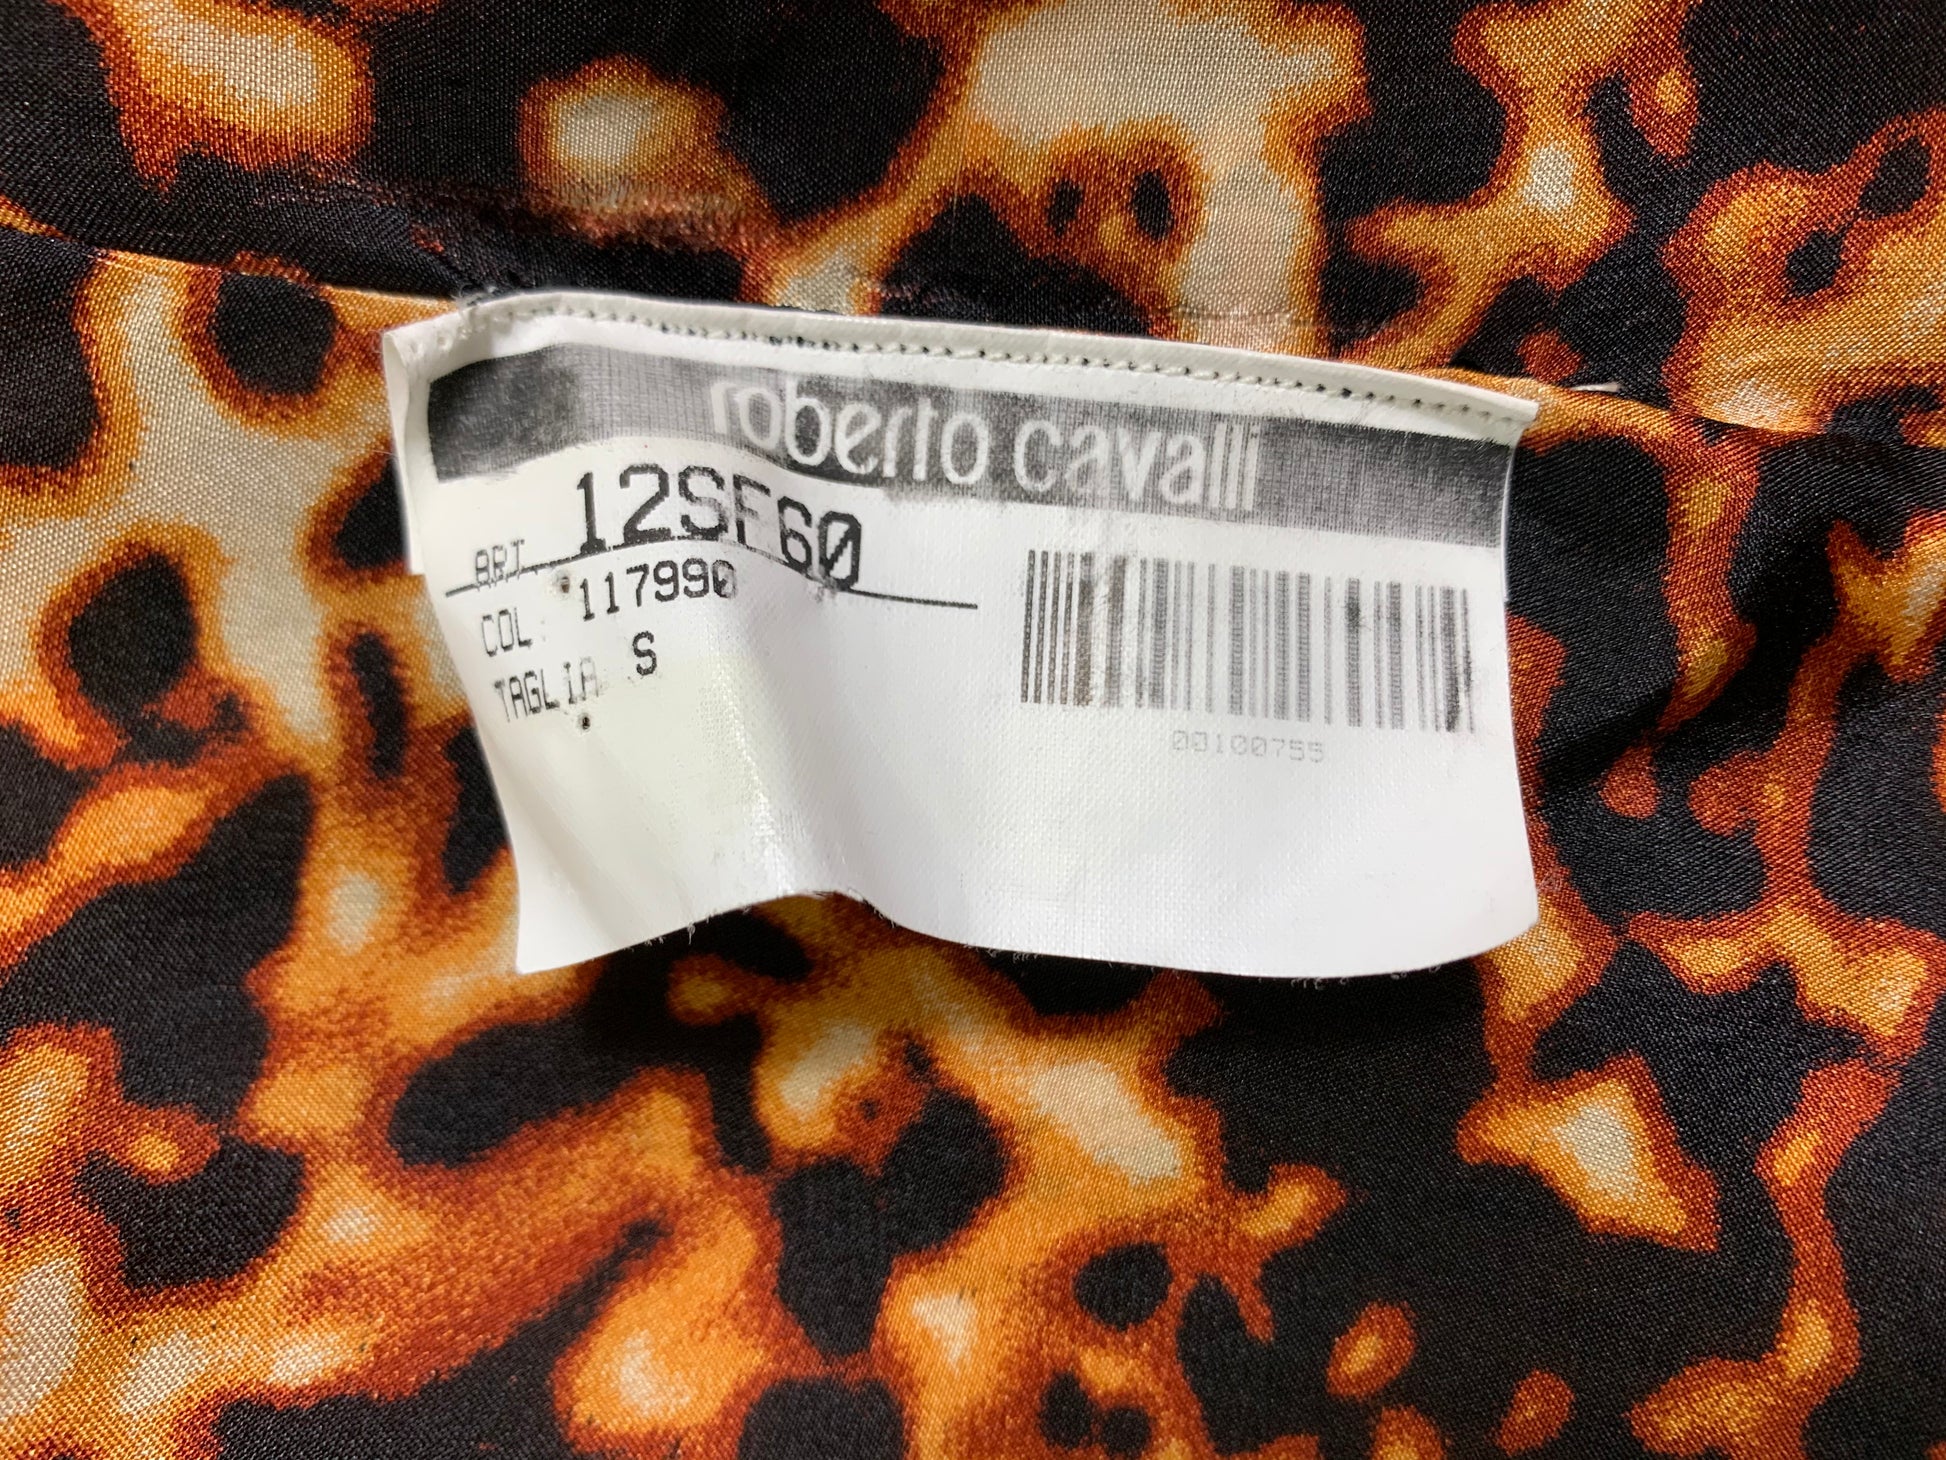 roberto cavalli
ART. 12SF60
COL. 117990
TAGLIA S
00100755